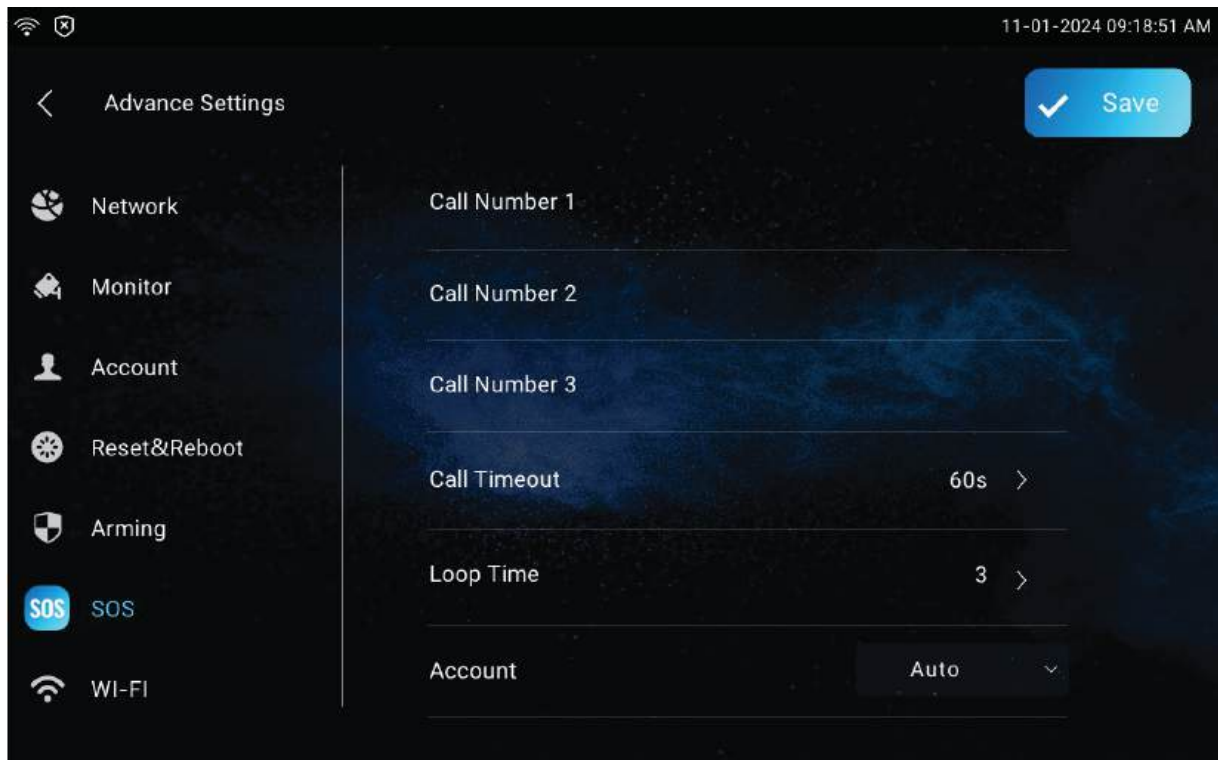 11-01-2024 09:18:51 AM
Advance Settings
Save
Network
Monitor
Account
Reset&Reboot
Arming
SOS SOS
WI-FI
Call Number 1
Call Number 2
Call Number 3
Call Timeout 60s
Loop Time 3
Account Auto